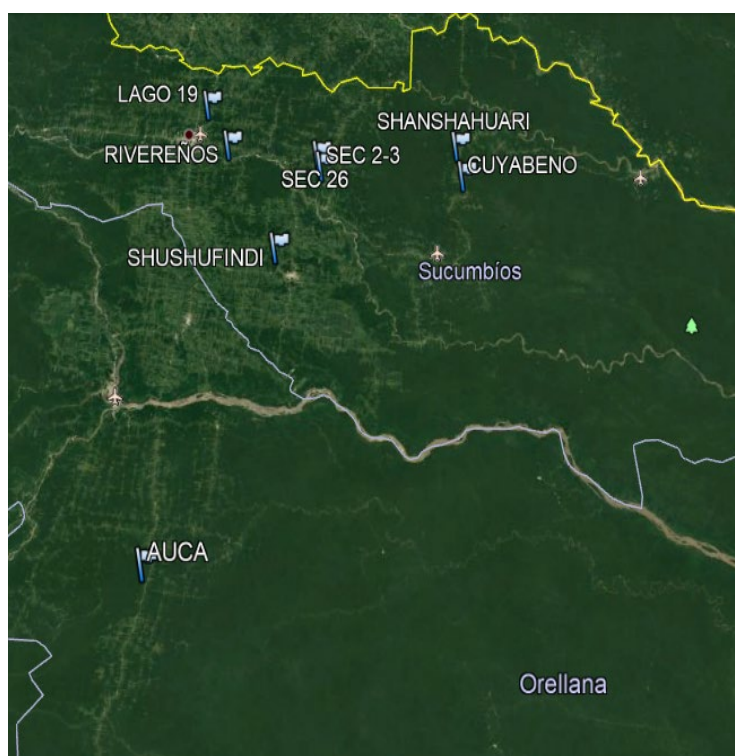 LAGO 19
SHANSHAHUARI
RIVEREÑOS
SEC 2-3
CUYABENO
SEC 26
SHUSHUFINDI
Sucumbíos
AUCA
Orellana